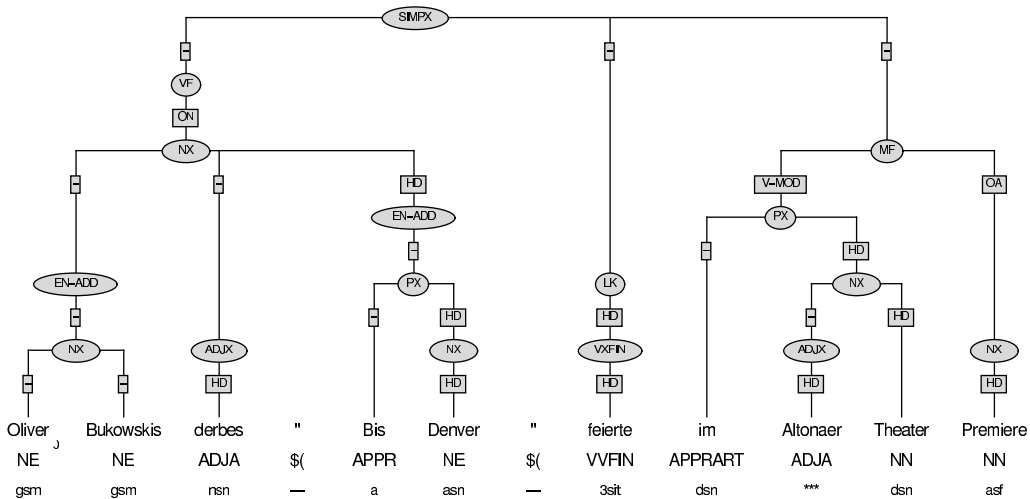 SIMPX
– – –
VF
ON
NX MF
– – HD V–MOD OA
EN–ADD PX
– – HD
EN–ADD PX LK NX
– – HD HD – HD
NX ADJX NX VXFIN ADJX NX
– – HD HD HD HD HD
Oliver Bukowskis derbes " Bis Denver " feierte im Altonaer Theater Premiere
NE NE ADJA $( APPR NE $( VVFIN APPRART ADJA NN NN
gsm gsm nsn — a asn — 3sit dsn *** dsn asf